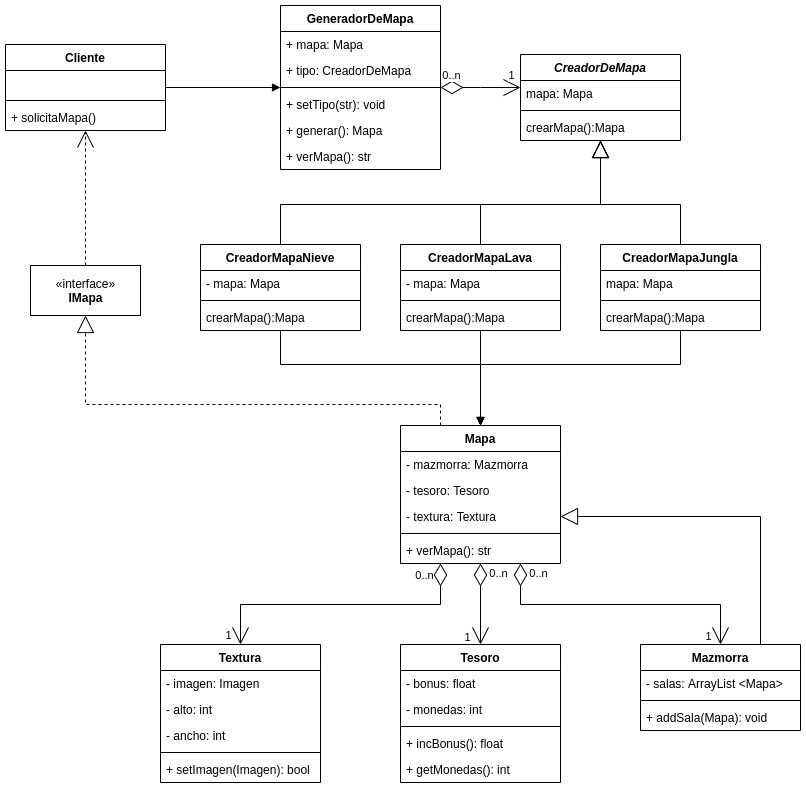 GeneradorDeMapa
+ mapa: Mapa
+ tipo: CreadorDeMapa
+ setTipo(str): void
+ generar(): Mapa
+ verMapa(): str
Cliente
+ solicitaMapa()
0..n
1
CreadorDeMapa
mapa: Mapa
crearMapa():Mapa
«interface»
IMapa
CreadorMapaNieve
- mapa: Mapa
crearMapa():Mapa
CreadorMapaLava
- mapa: Mapa
crearMapa():Mapa
CreadorMapaJungla
mapa: Mapa
crearMapa():Mapa
Mapa
- mazmorra: Mazmorra
- tesoro: Tesoro
- textura: Textura
+ verMapa(): str
0..n
0..n
0..n
1
1
1
Textura
- imagen: Imagen
- alto: int
- ancho: int
+ setImagen(Imagen): bool
Tesoro
- bonus: float
- monedas: int
+ incBonus(): float
+ getMonedas(): int
Mazmorra
- salas: ArrayList <Mapa>
+ addSala(Mapa): void